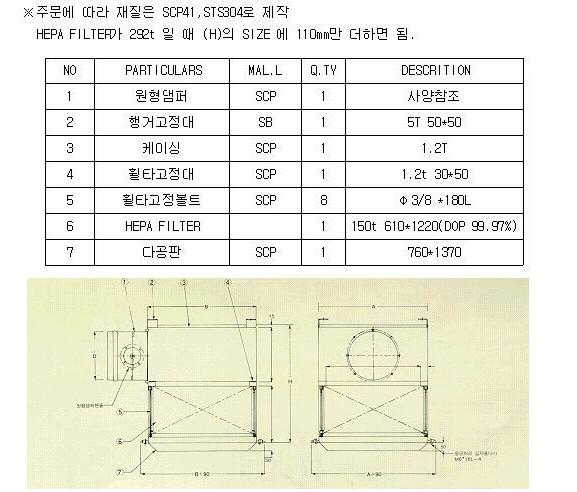 ※주문에 따라 재질은 SCP41,STS304로 제작
HEPA FILTER가 292t 일 때 (H)의 SIZE 에 110mm만 더하면 됨.
NO PARTICULARS MAL.L Q.TY DESCRITION
1 원형댐퍼 SCP 1 사양참조
2 행거고정대 SB 1 5T 50*50
3 케이싱 SCP 1 1.2T
4 휠타고정대 SCP 1 1.2t 30*50
5 휠타고정볼트 SCP 8 Φ3/8 *180L
6 HEPA FILTER 1 150t 610*1220(DOP 99.97%)
7 다공판 SCP 1 760*1370
1 2 3 B A
15
D
H
4
5
6
7
50
B+90
A+90
50
M6*16L-4